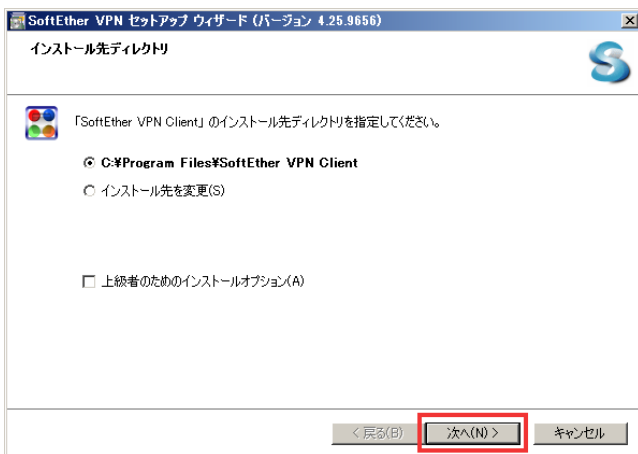 SoftEther VPN セットアップ ウィザード (バージョン 4.25.9656)
インストール先ディレクトリ
「SoftEther VPN Client」のインストール先ディレクトリを指定してください。
C:¥Program Files¥SoftEther VPN Client
インストール先を変更(S)
上級者のためのインストールオプション(A)
< 戻る(B) 次へ(N) > キャンセル